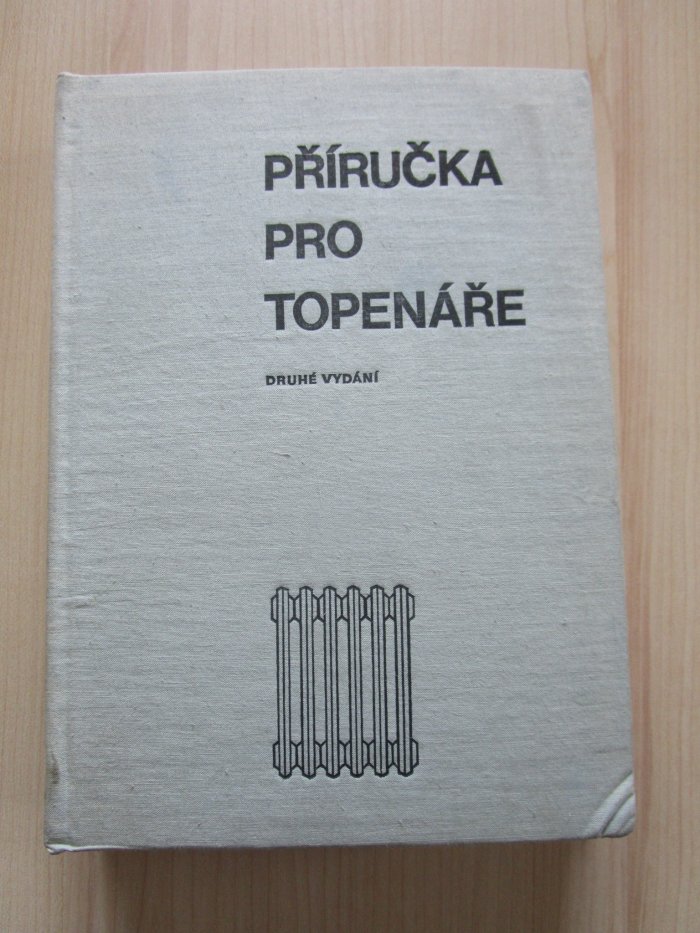 PŘÍRUČKA
PRO
TOPENÁŘE
DRUHÉ VYDÁNÍ